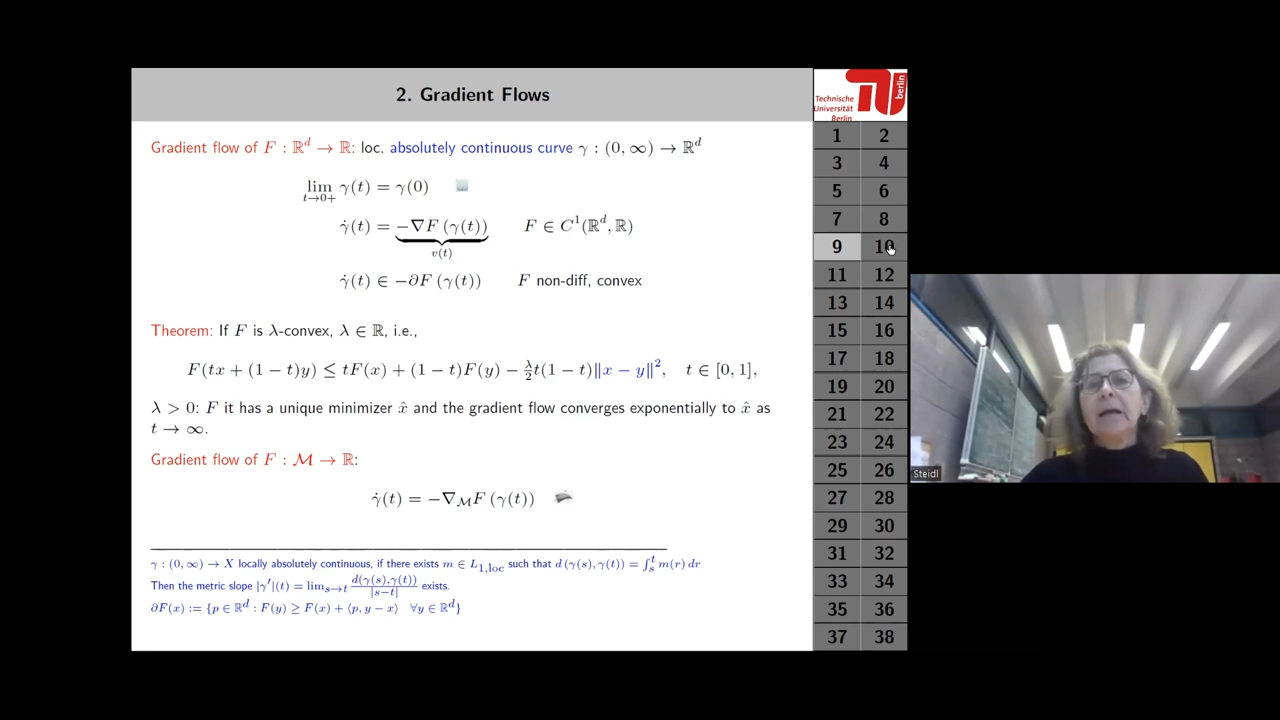 2. Gradient Flows
Gradient flow of F : ℝ^d → ℝ: loc. absolutely continuous curve γ : (0, ∞) → ℝ^d
lim_{t→0+} γ(t) = γ(0)
γ̇(t) = −∇F (γ(t)) F ∈ C^1(ℝ^d, ℝ)
v(t)
γ̇(t) ∈ −∂F (γ(t)) F non-diff, convex
Theorem: If F is λ-convex, λ ∈ ℝ, i.e.,
F(tx + (1 − t)y) ≤ tF(x) + (1 − t)F(y) − λ/2 t(1 − t)‖x − y‖^2, t ∈ [0, 1],
λ > 0: F it has a unique minimizer x̂ and the gradient flow converges exponentially to x̂ as
t → ∞.
Gradient flow of F : ℳ → ℝ:
γ̇(t) = −∇_ℳ F (γ(t))
γ : (0, ∞) → X locally absolutely continuous, if there exists m ∈ L_{1,loc} such that d (γ(s), γ(t)) = ∫_s^t m(r) dr
Then the metric slope |γ′|(t) = lim_{s→t} d(γ(s),γ(t))/|s−t| exists.
∂F(x) := {p ∈ ℝ^d : F(y) ≥ F(x) + ⟨p, y − x⟩ ∀y ∈ ℝ^d}
Technische
Universität
Berlin
berlin
1 2
3 4
5 6
7 8
9 10
11 12
13 14
15 16
17 18
19 20
21 22
23 24
25 26
27 28
29 30
31 32
33 34
35 36
37 38
Steidl